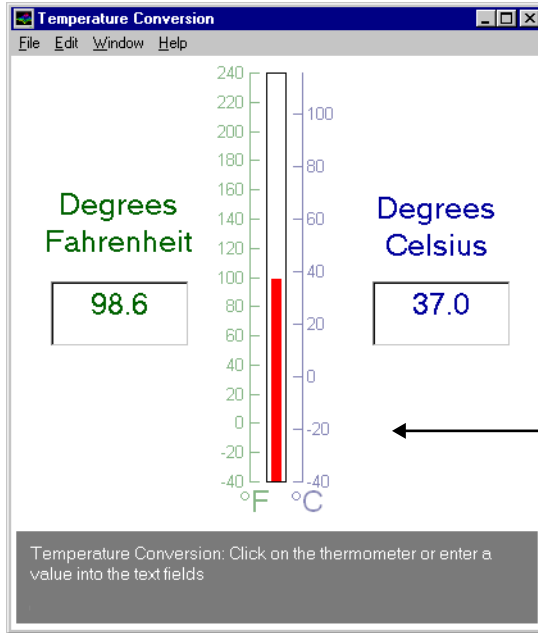 Temperature Conversion
File Edit Window Help
240
220
200
180
160
140
120
100
80
60
40
20
0
-20
-40
°F
100
80
60
40
20
0
-20
-40
°C
Degrees
Fahrenheit
98.6
Degrees
Celsius
37.0
Temperature Conversion: Click on the thermometer or enter a
value into the text fields